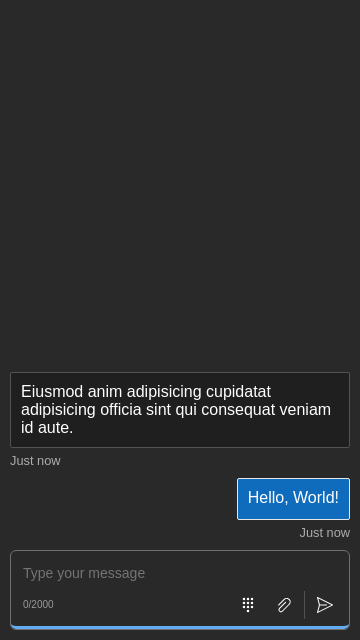 Eiusmod anim adipisicing cupidatat
adipisicing officia sint qui consequat veniam
id aute.
Just now
Hello, World!
Just now
Type your message
0/2000